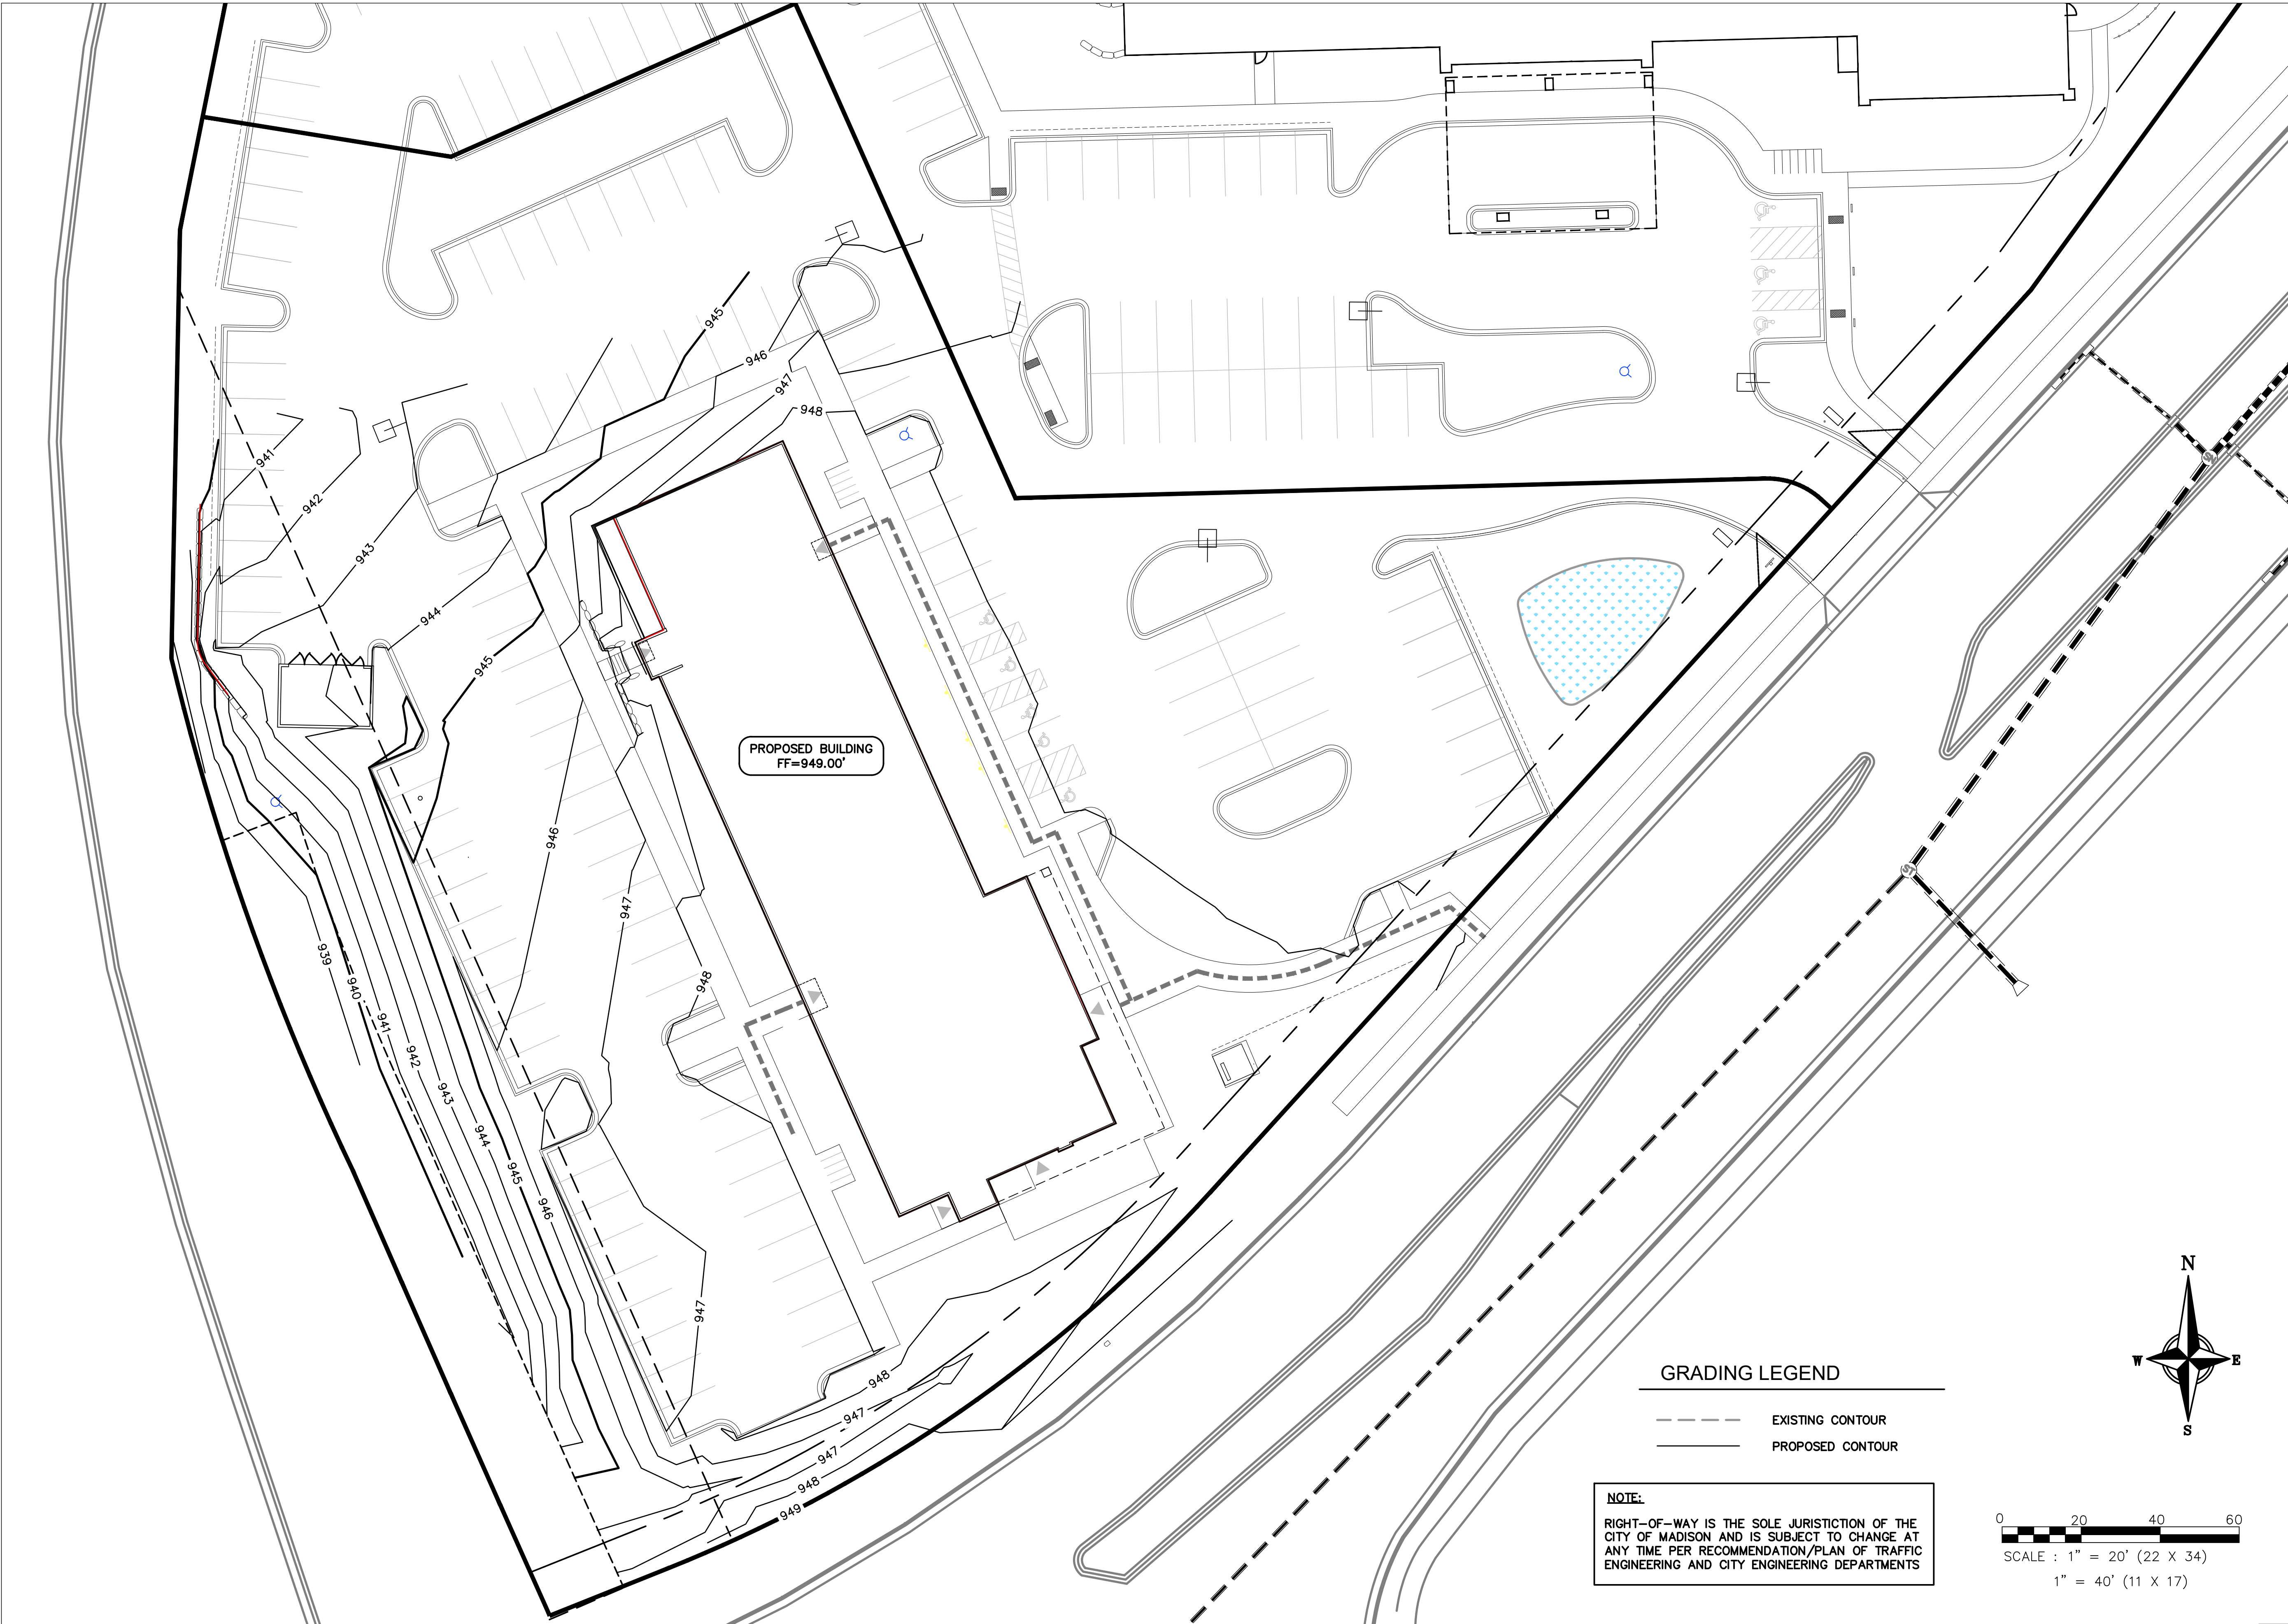 945
946
947
948
941
942
943
944
945
PROPOSED BUILDING
FF=949.00'
946
947
948
939
940
941
942
943
944
945
946
947
948
947
947
948
949
ST
N
W
E
S
GRADING LEGEND
EXISTING CONTOUR
PROPOSED CONTOUR
NOTE:
RIGHT-OF-WAY IS THE SOLE JURISTICTION OF THE
CITY OF MADISON AND IS SUBJECT TO CHANGE AT
ANY TIME PER RECOMMENDATION/PLAN OF TRAFFIC
ENGINEERING AND CITY ENGINEERING DEPARTMENTS
0 20 40 60
SCALE : 1" = 20' (22 X 34)
1" = 40' (11 X 17)